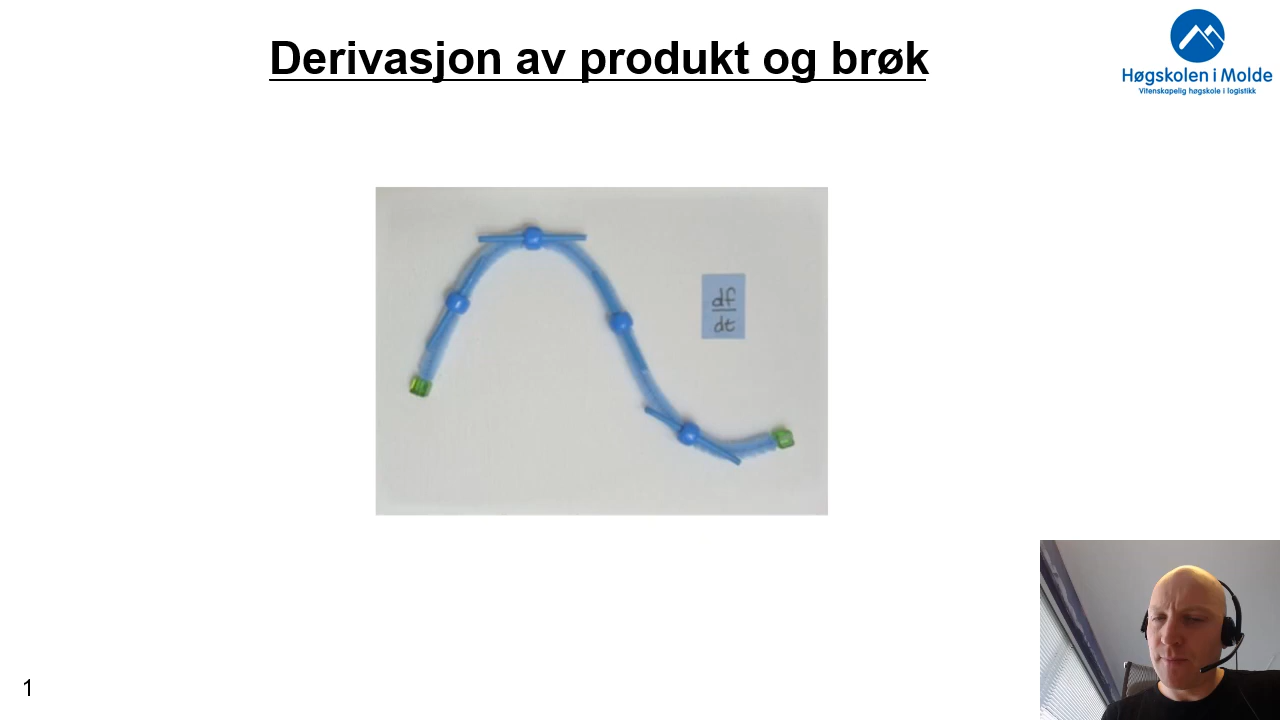 Derivasjon av produkt og brøk
Høgskolen i Molde
Vitenskapelig høgskole i logistikk
df
dt
1